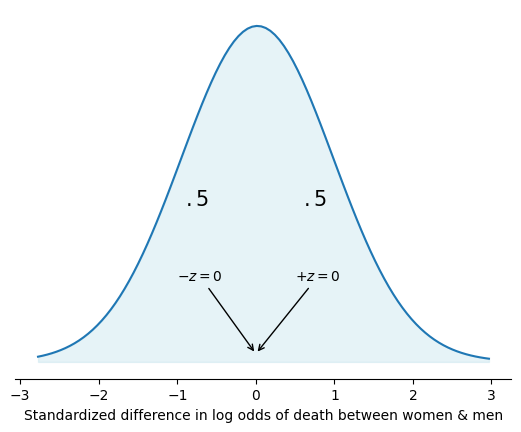 .5 .5
−z = 0 +z = 0
−3 −2 −1 0 1 2 3
Standardized difference in log odds of death between women & men